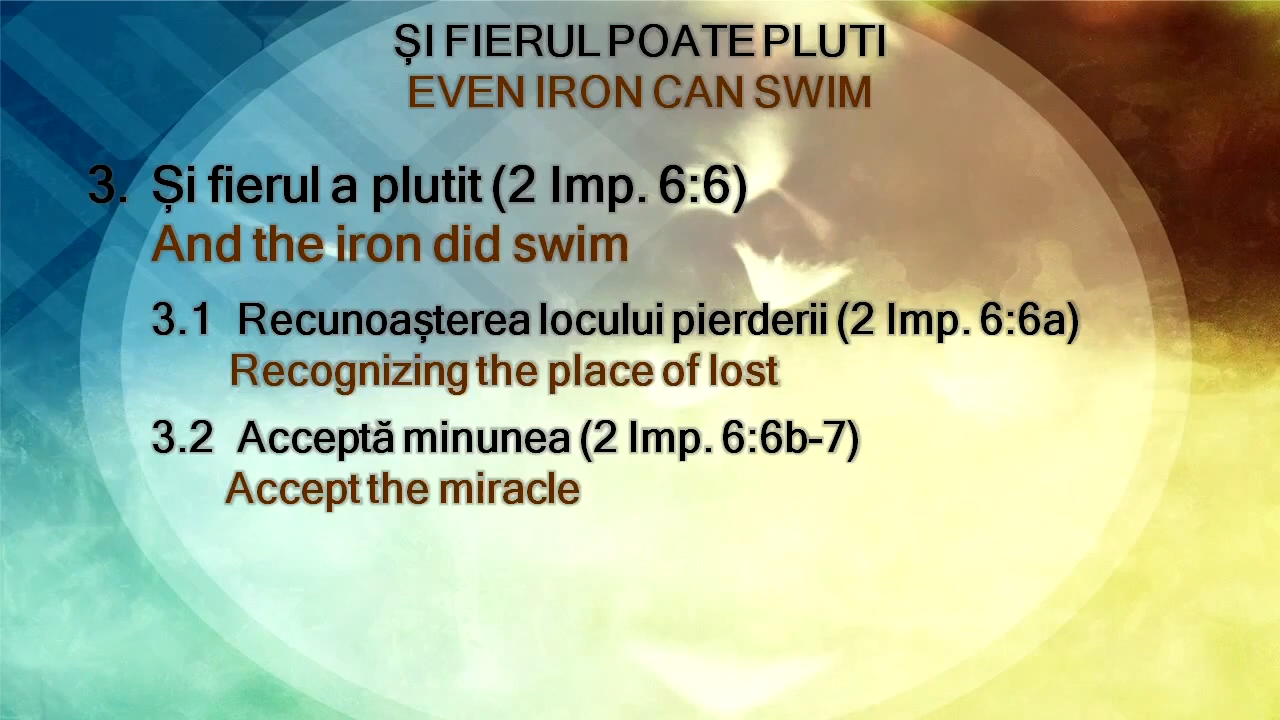 ȘI FIERUL POATE PLUTI
EVEN IRON CAN SWIM
3. Și fierul a plutit (2 Imp. 6:6)
And the iron did swim
3.1 Recunoașterea locului pierderii (2 Imp. 6:6a)
Recognizing the place of lost
3.2 Acceptă minunea (2 Imp. 6:6b-7)
Accept the miracle